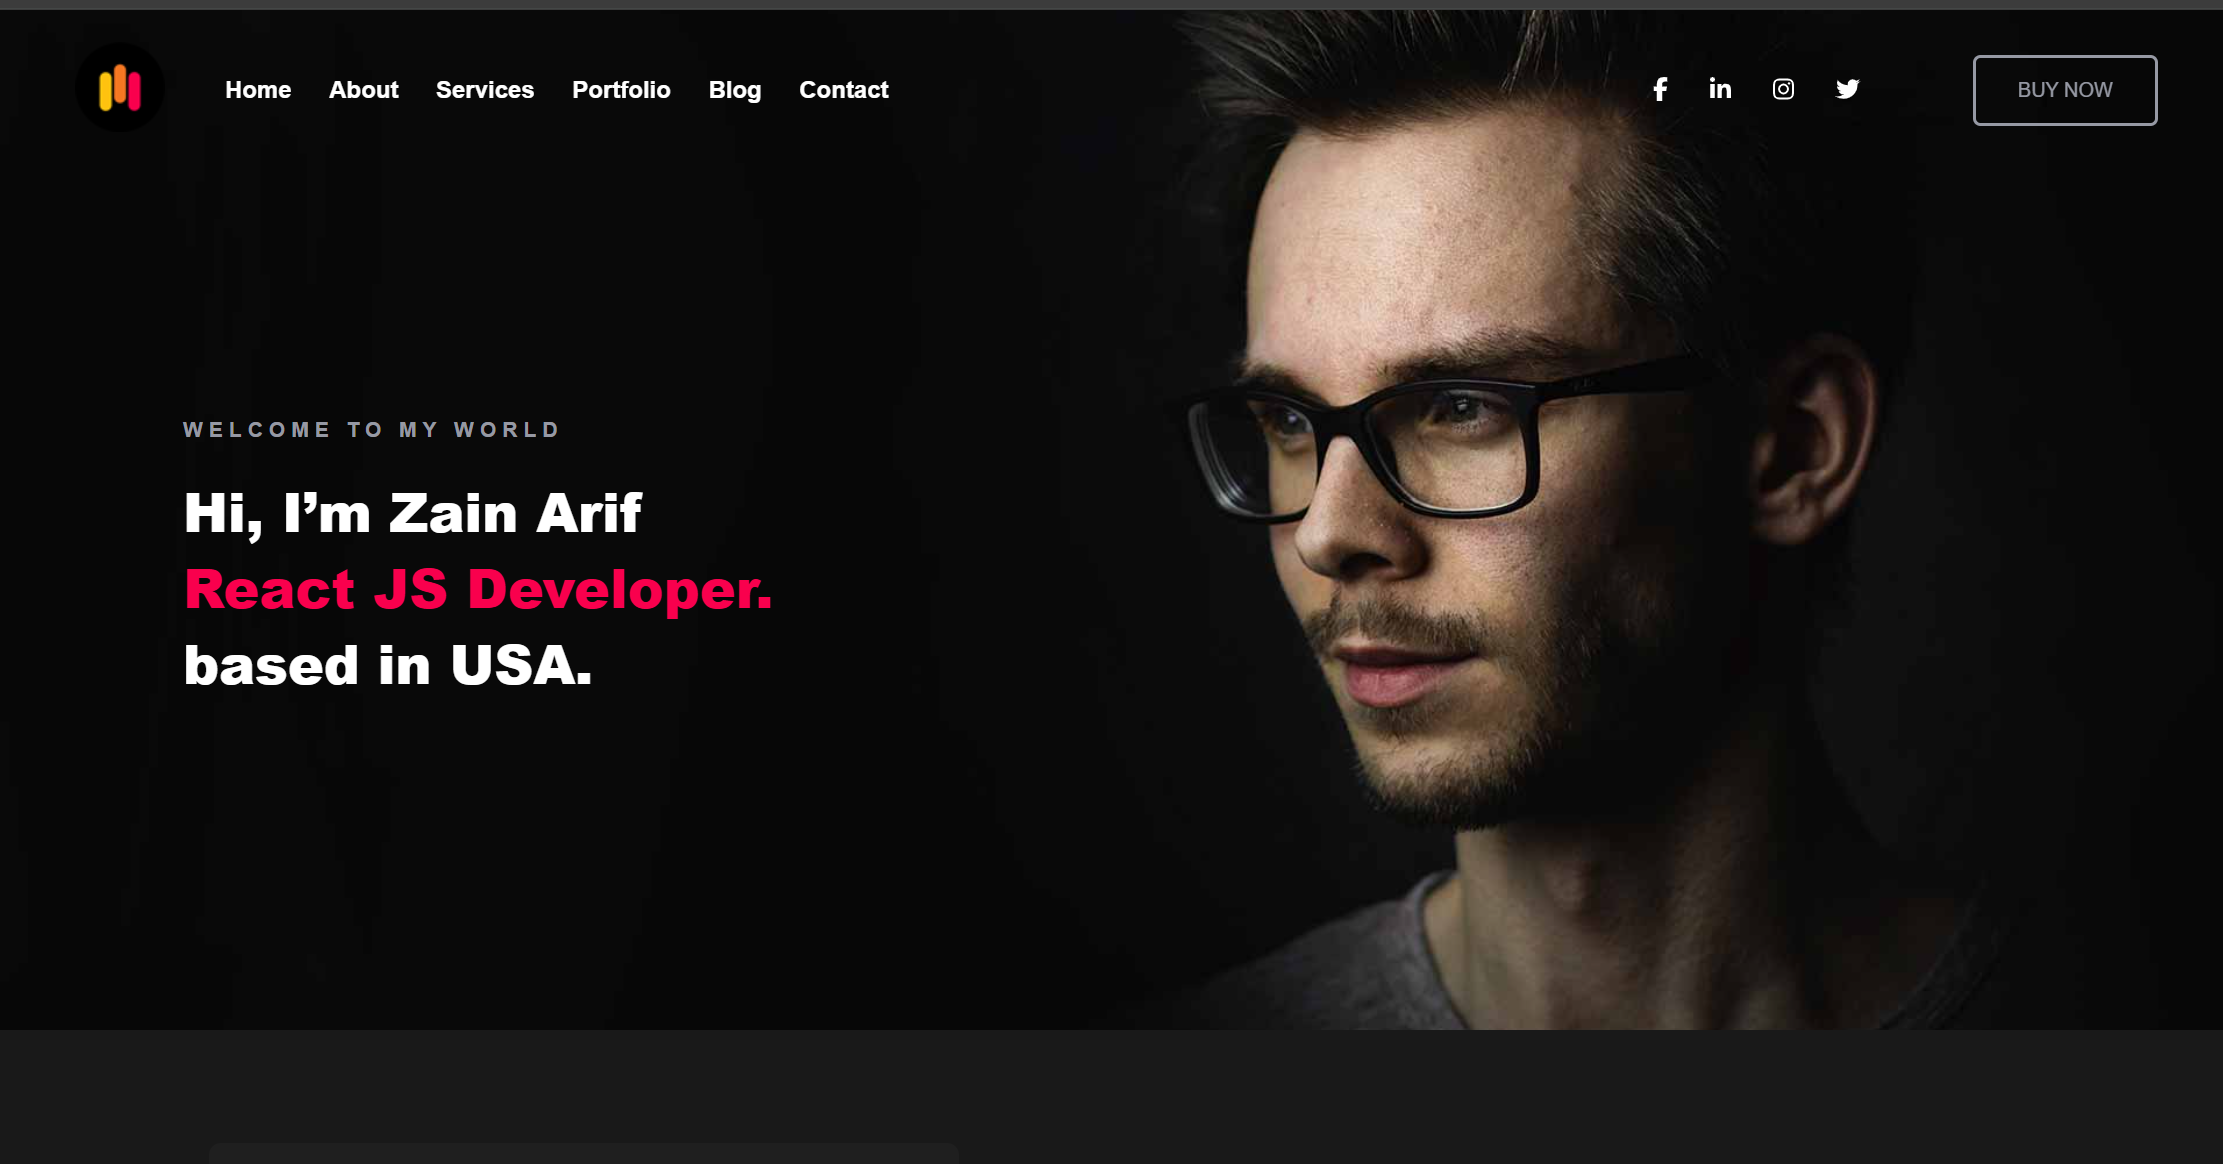 Home About Services Portfolio Blog Contact BUY NOW
WELCOME TO MY WORLD
Hi, I’m Zain Arif
React JS Developer.
based in USA.